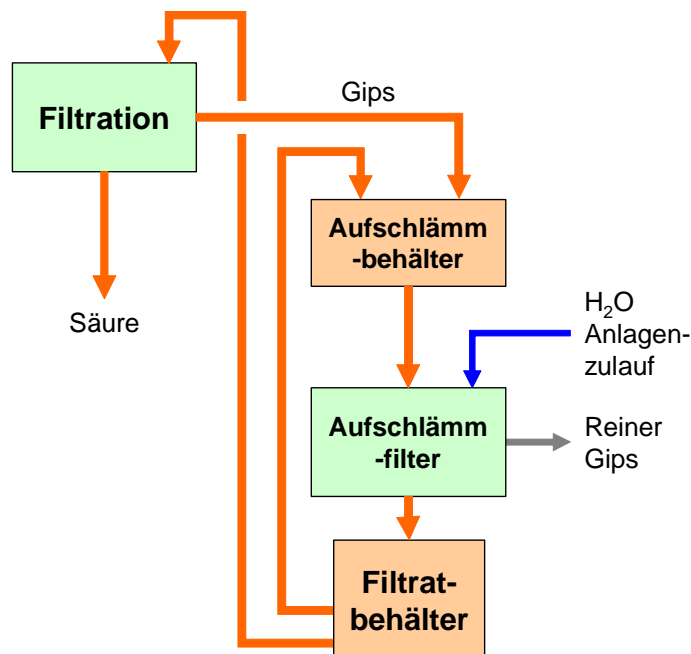 Filtration
Gips
Aufschlämm
-behälter
Säure
H₂O
Anlagen-
zulauf
Aufschlämm
-filter
Reiner
Gips
Filtrat-
behälter